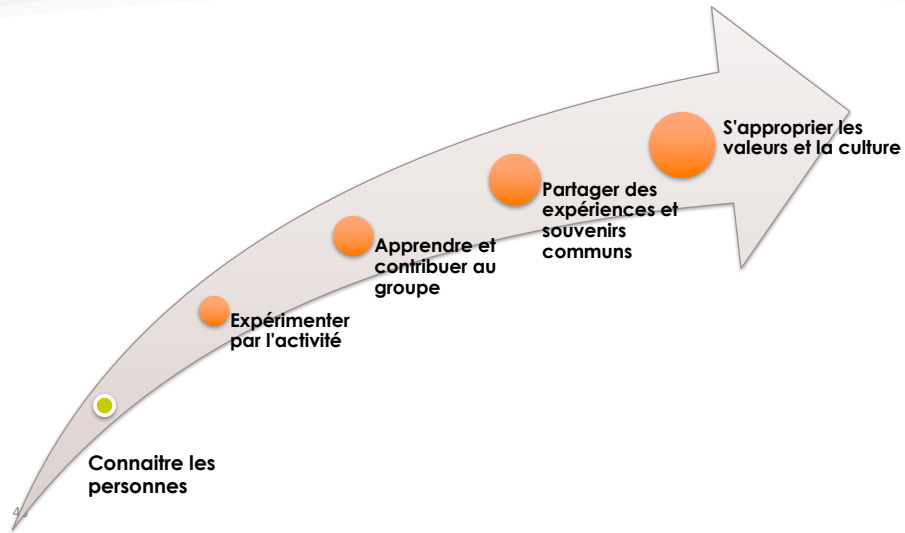 S'approprier les
valeurs et la culture
Partager des
expériences et
souvenirs
communs
Apprendre et
contribuer au
groupe
Expérimenter
par l'activité
Connaitre les
personnes